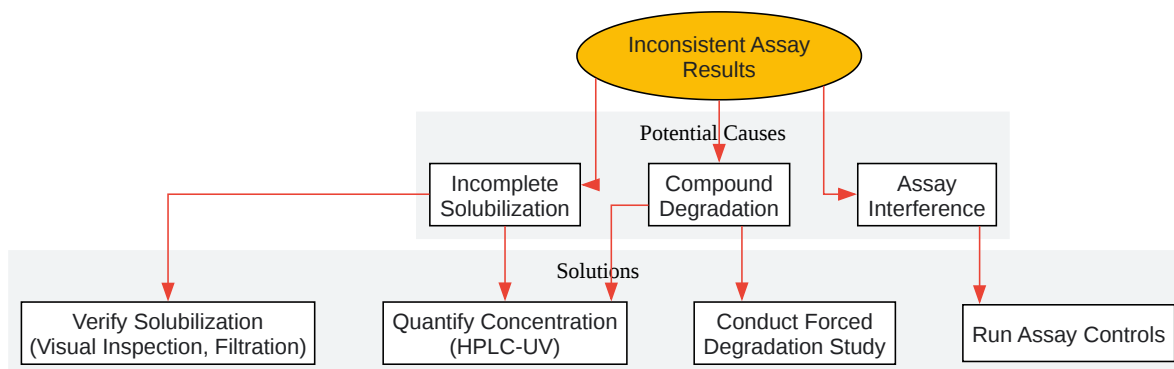 Inconsistent Assay
Results
Potential Causes
Incomplete
Solubilization
Compound
Degradation
Assay
Interference
Solutions
Verify Solubilization
(Visual Inspection, Filtration)
Quantify Concentration
(HPLC-UV)
Conduct Forced
Degradation Study
Run Assay Controls